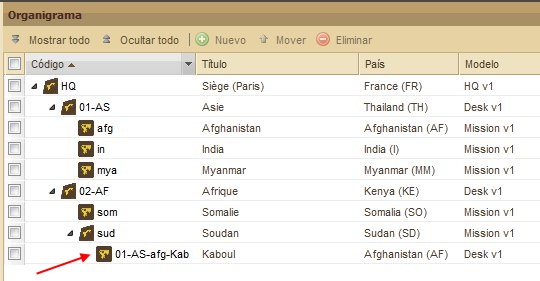 Organigrama
Mostrar todo Ocultar todo Nuevo Mover Eliminar
Código Título País Modelo
HQ Siège (Paris) France (FR) HQ v1
01-AS Asie Thailand (TH) Desk v1
afg Afghanistan Afghanistan (AF) Mission v1
in India India (I) Mission v1
mya Myanmar Myanmar (MM) Mission v1
02-AF Afrique Kenya (KE) Desk v1
som Somalie Somalia (SO) Mission v1
sud Soudan Sudan (SD) Mission v1
01-AS-afg-Kab Kaboul Afghanistan (AF) Desk v1